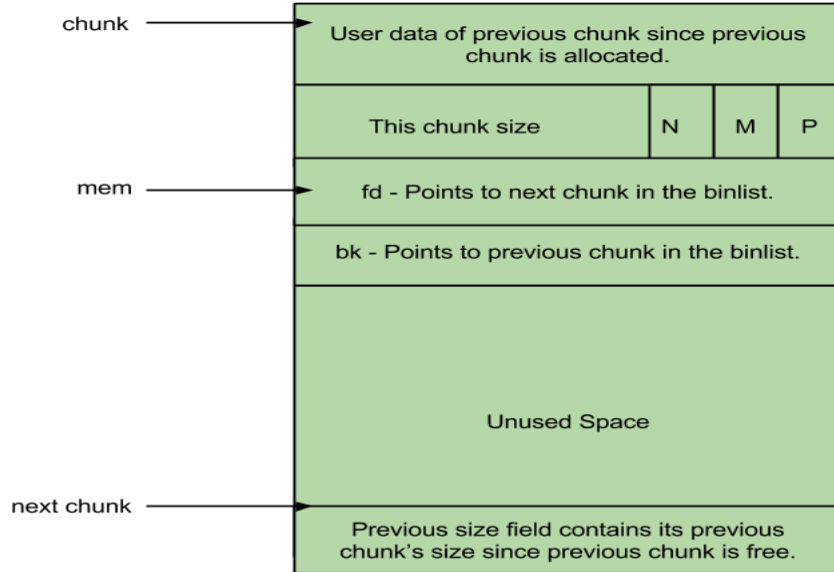 chunk
User data of previous chunk since previous
chunk is allocated.
This chunk size
N
M
P
mem
fd - Points to next chunk in the binlist.
bk - Points to previous chunk in the binlist.
Unused Space
next chunk
Previous size field contains its previous
chunk's size since previous chunk is free.